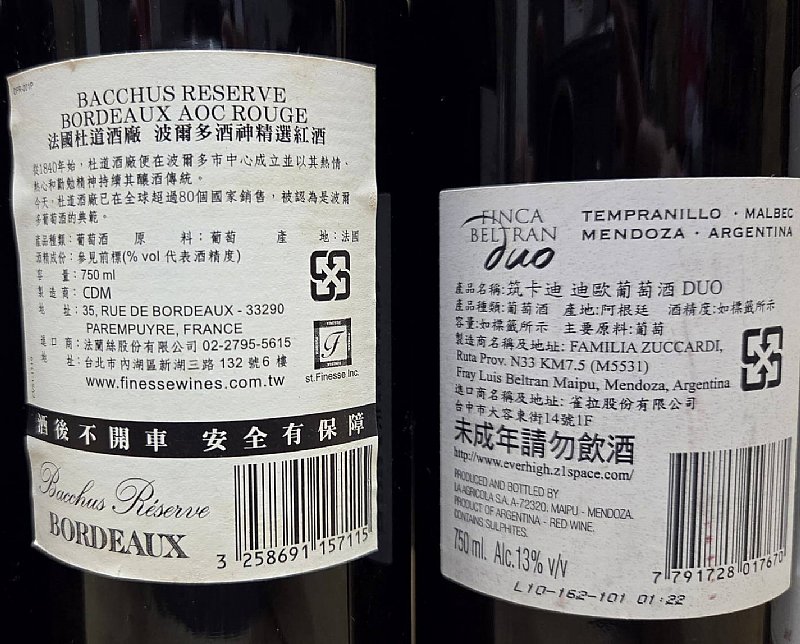 BACCHUS RESERVE
BORDEAUX AOC ROUGE
法國杜道酒廠 波爾多酒神精選紅酒
從1840年始，杜道酒廠便在波爾多市中心成立並以其熱情、
熱心和勤勉精神持續其釀酒傳統。
今天，杜道酒廠已在全球超過80個國家銷售，被認為是波爾
多葡萄酒的典範。
產品種類：葡萄酒 原 料：葡萄 產 地：法國
酒精成份：參見前標(% vol 代表酒精度)
容 量：750 ml
製 造 商：CDM
地 址：35, RUE DE BORDEAUX - 33290
PAREMPUYRE, FRANCE
進 口 商：法蘭絲股份有限公司 02-2795-5615
地 址：台北市內湖區新湖三路 132 號 6 樓
www.finessewines.com.tw
f
st.Finesse Inc.
酒後不開車 安全有保障
Bacchus Réserve
BORDEAUX
3 258691 157115
FINCA
BELTRAN
duo
TEMPRANILLO · MALBEC
MENDOZA · ARGENTINA
產品名稱: 筑卡迪 迪歐葡萄酒 DUO
產品種類:葡萄酒 產地:阿根廷 酒精度:如標籤所示
容量:如標籤所示 主要原料:葡萄
製造商名稱及地址: FAMILIA ZUCCARDI,
Ruta Prov. N33 KM7.5 (M5531)
Fray Luis Beltran Maipu, Mendoza, Argentina
進口商名稱及地址: 雀拉股份有限公司
台中市大容東街14號1F
未成年請勿飲酒
http://www.everhigh.z1space.com/
PRODUCED AND BOTTLED BY
LA AGRICOLA S.A. A-72320. MAIPU - MENDOZA.
PRODUCT OF ARGENTINA - RED WINE.
CONTAINS SULPHITES.
750 ml. Alc.13% v/v
7 791728 017670
L10-162-101 01:22